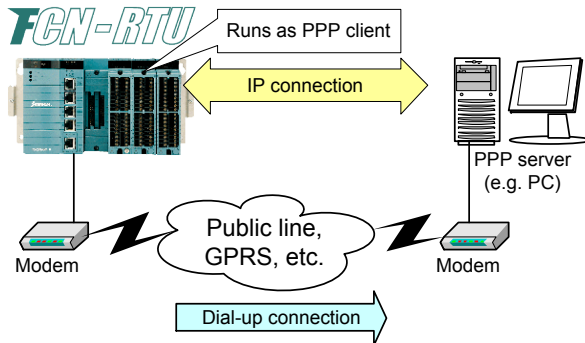 FCN-RTU
Runs as PPP client
IP connection
PPP server
(e.g. PC)
Public line,
GPRS, etc.
Modem
Modem
Dial-up connection